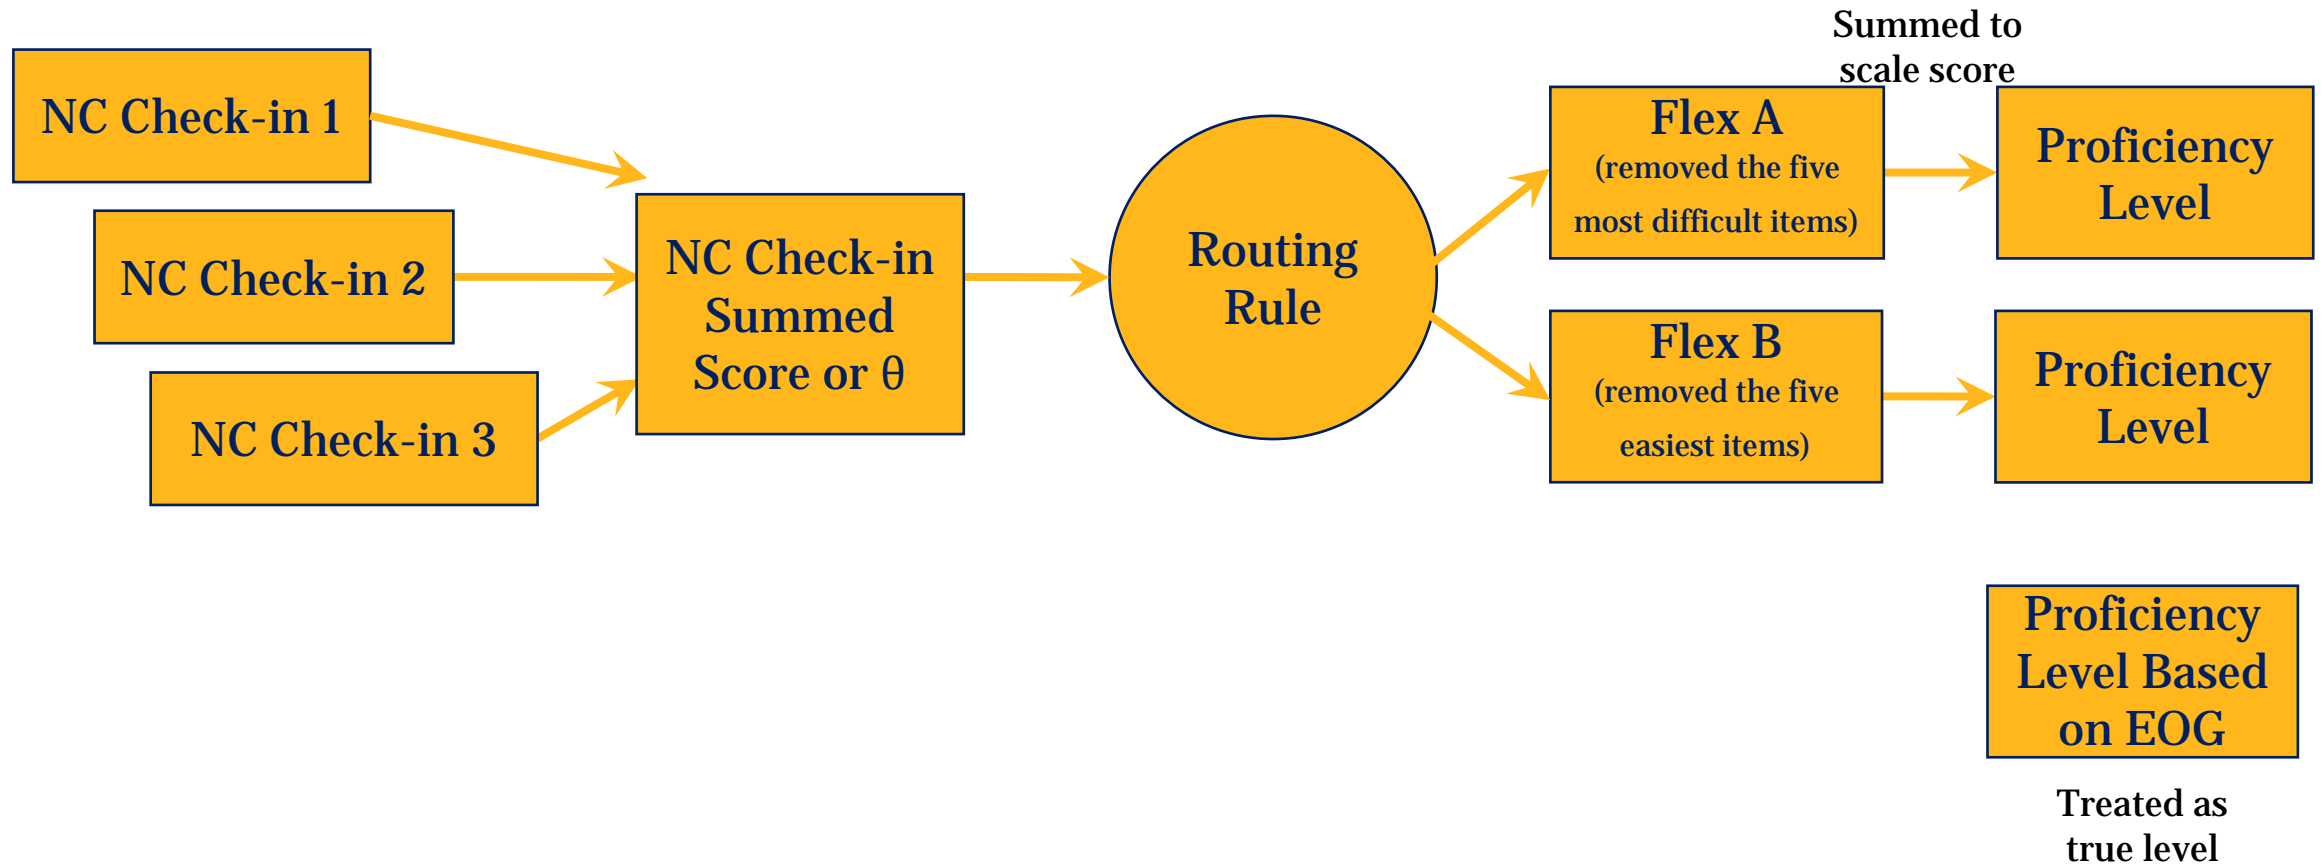 NC Check-in 1
NC Check-in 2
NC Check-in 3
NC Check-in
Summed
Score or θ
Routing
Rule
Flex A
(removed the five
most difficult items)
Summed to
scale score
Proficiency
Level
Flex B
(removed the five
easiest items)
Proficiency
Level
Proficiency
Level Based
on EOG
Treated as
true level